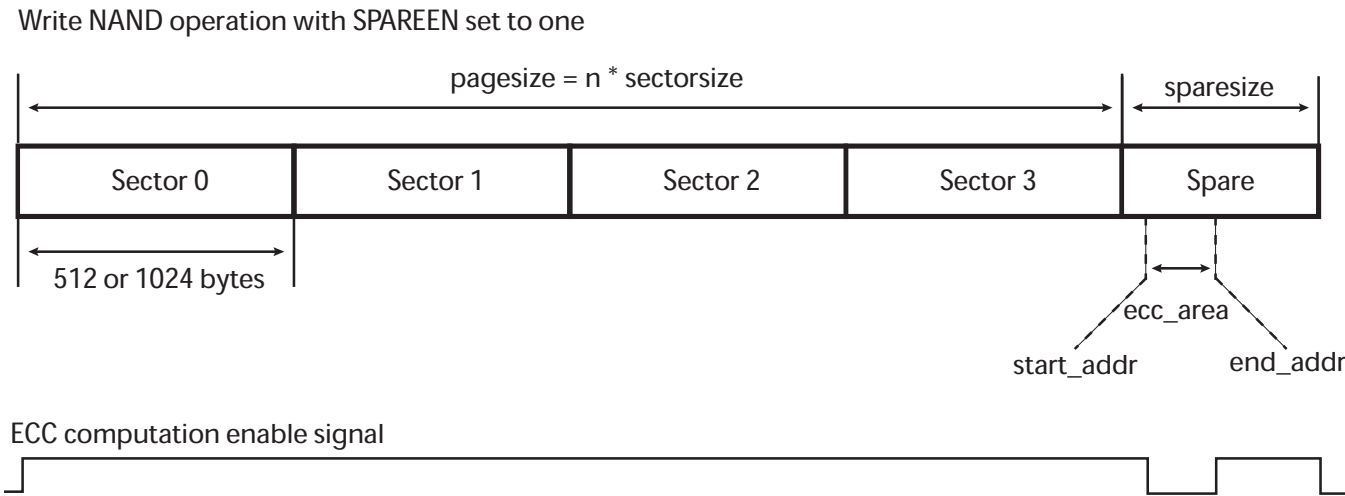 Write NAND operation with SPAREEN set to one
pagesize = n * sectorsize
sparesize
Sector 0
Sector 1
Sector 2
Sector 3
Spare
512 or 1024 bytes
ecc_area
start_addr
end_addr
ECC computation enable signal